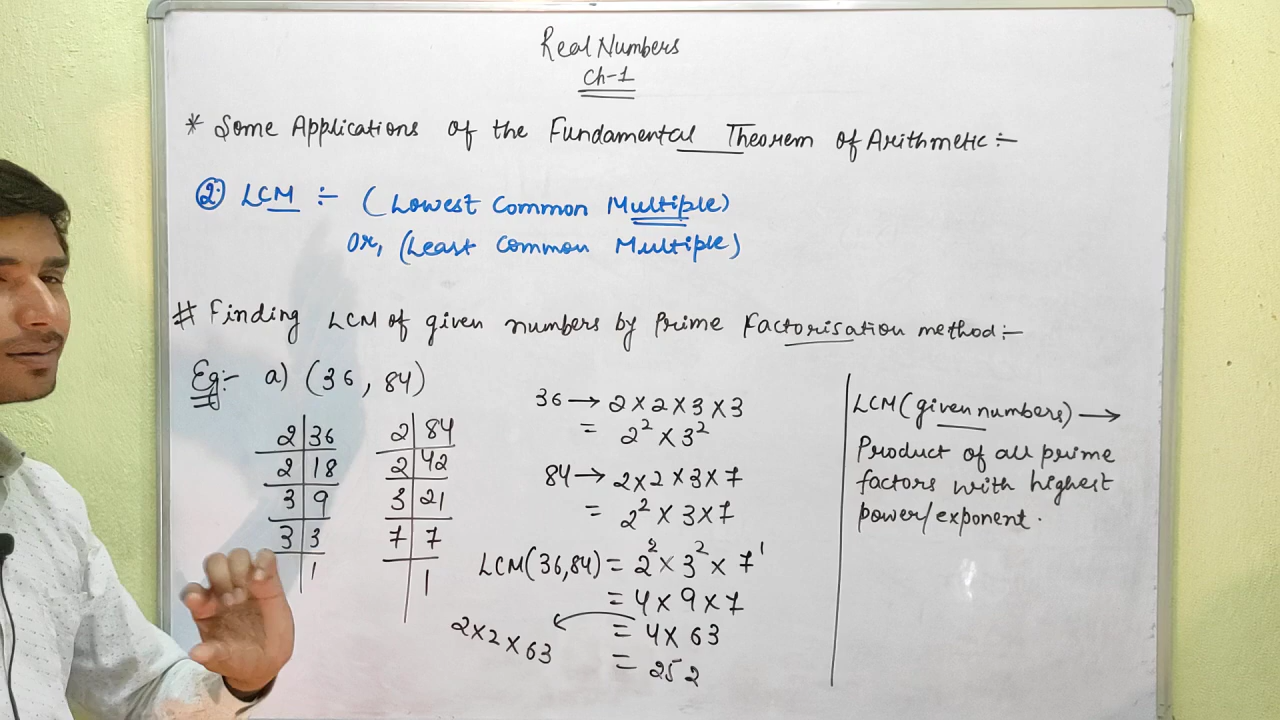 Real Numbers
Ch-1
* Some Applications of the Fundamental Theorem of Arithmetic :-
②. LCM :- (Lowest Common Multiple)
Or, (Least Common Multiple)
# Finding LCM of given numbers by Prime Factorisation method:-
Eg:- a) (36, 84)
2 | 36
2 | 18
3 | 9
3 | 3
| 1
2 | 84
2 | 42
3 | 21
7 | 7
| 1
36 → 2 × 2 × 3 × 3
= 2² × 3²
84 → 2 × 2 × 3 × 7
= 2² × 3 × 7
LCM(36,84) = 2² × 3² × 7¹
= 4 × 9 × 7
= 4 × 63
2 × 2 × 63
= 252
LCM (given numbers) →
Product of all prime
factors with highest
power/exponent.